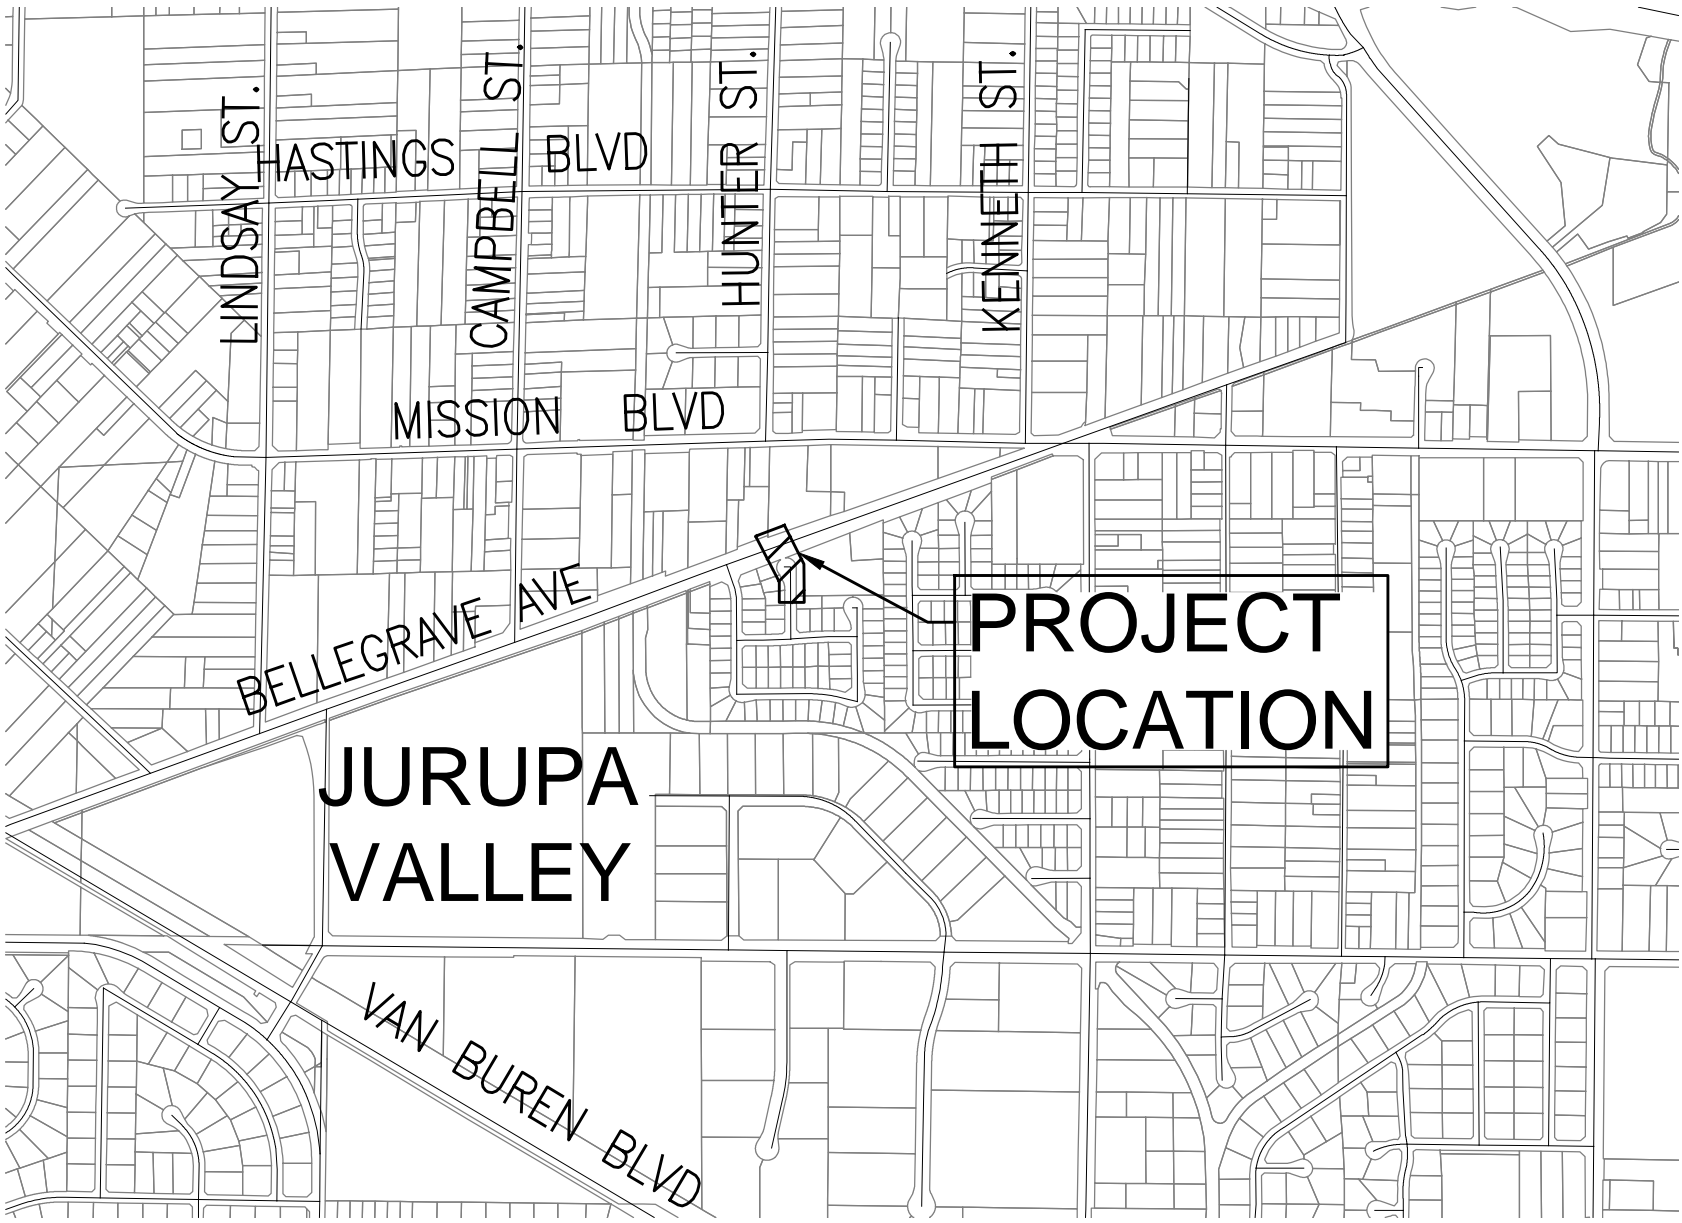 LINDSAY ST.
CAMPBELL ST.
HUNTER ST.
KENNETH ST.
HASTINGS BLVD
MISSION BLVD
BELLEGRAVE AVE
PROJECT
LOCATION
JURUPA
VALLEY
VAN BUREN BLVD